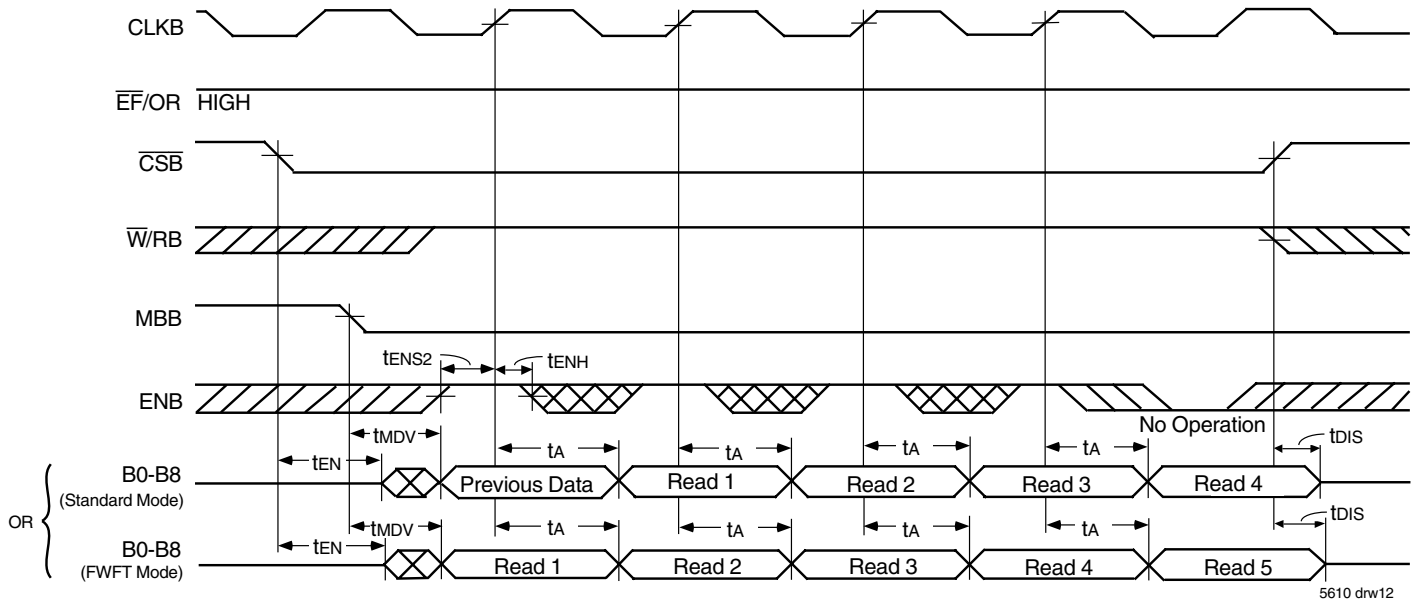 CLKB
EF/OR HIGH
CSB
W/RB
MBB
tENS2 tENH
ENB
No Operation
tMDV tA tA tA tA tDIS
tEN
B0-B8
(Standard Mode)
Previous Data Read 1 Read 2 Read 3 Read 4
OR
tMDV tA tA tA tA tDIS
tEN
B0-B8
(FWFT Mode)
Read 1 Read 2 Read 3 Read 4 Read 5
5610 drw12